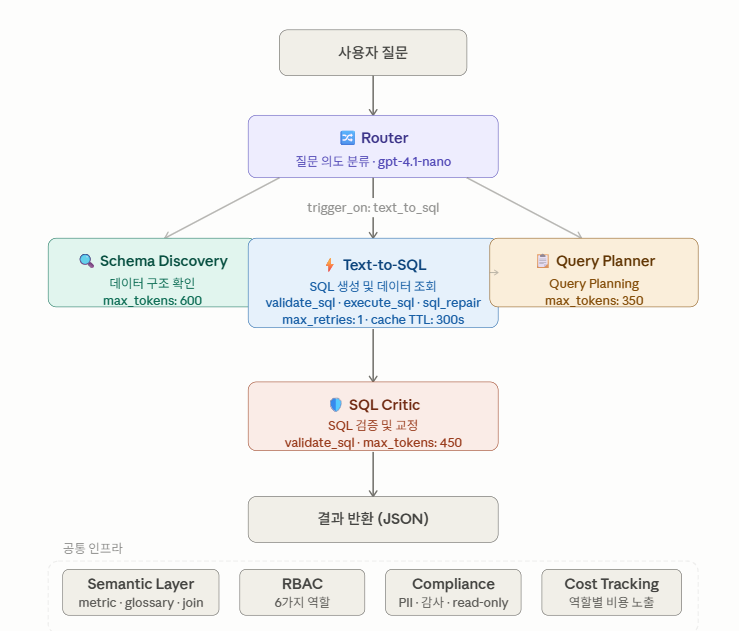 사용자 질문
Router
질문 의도 분류 · gpt-4.1-nano
trigger_on: text_to_sql
Schema Discovery
데이터 구조 확인
max_tokens: 600
Text-to-SQL
SQL 생성 및 데이터 조회
validate_sql · execute_sql · sql_repair
max_retries: 1 · cache TTL: 300s
Query Planner
Query Planning
max_tokens: 350
SQL Critic
SQL 검증 및 교정
validate_sql · max_tokens: 450
결과 반환 (JSON)
공통 인프라
Semantic Layer
metric · glossary · join
RBAC
6가지 역할
Compliance
PII · 감사 · read-only
Cost Tracking
역할별 비용 노출